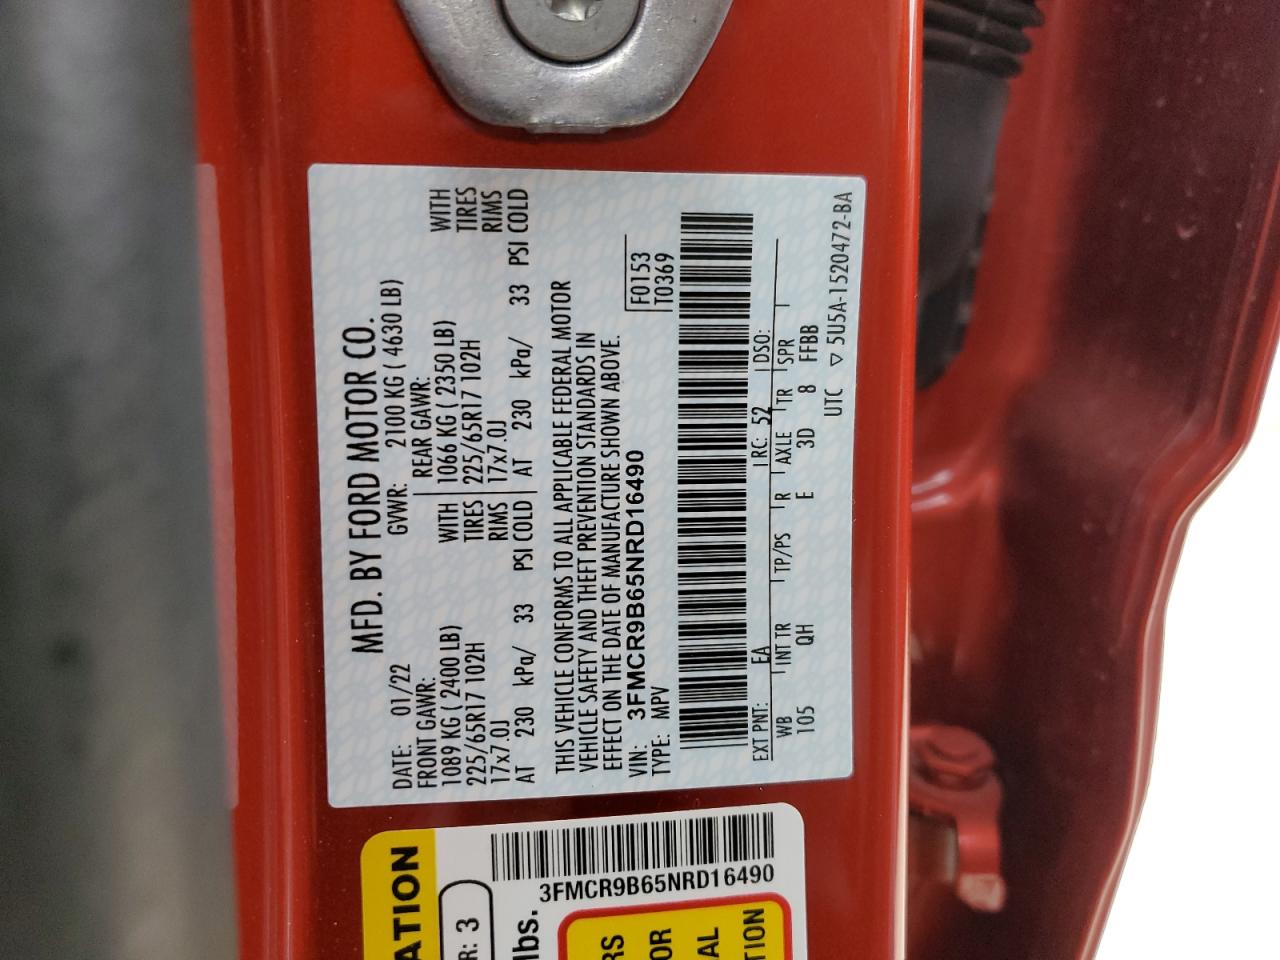 MFD. BY FORD MOTOR CO.
DATE: 01/22 GVWR: 2100 KG ( 4630 LB)
FRONT GAWR: REAR GAWR:
1089 KG ( 2400 LB) WITH 1066 KG ( 2350 LB) WITH
225/65R17 102H TIRES 225/65R17 102H TIRES
17x7.0J RIMS 17x7.0J RIMS
AT 230 kPa/ 33 PSI COLD AT 230 kPa/ 33 PSI COLD
THIS VEHICLE CONFORMS TO ALL APPLICABLE FEDERAL MOTOR
VEHICLE SAFETY AND THEFT PREVENTION STANDARDS IN
EFFECT ON THE DATE OF MANUFACTURE SHOWN ABOVE.
VIN: 3FMCR9B65NRD16490 F0153
TYPE: MPV T0369
EXT PNT: EA RC: 52 DSO:
WB INT TR TP/PS R AXLE TR SPR
105 QH E 3D 8 FFBB
UTC ▽ 5U5A-1520472-BA
ATION
R: 3
lbs.
3FMCR9B65NRD16490
RS
OR
AL
TION